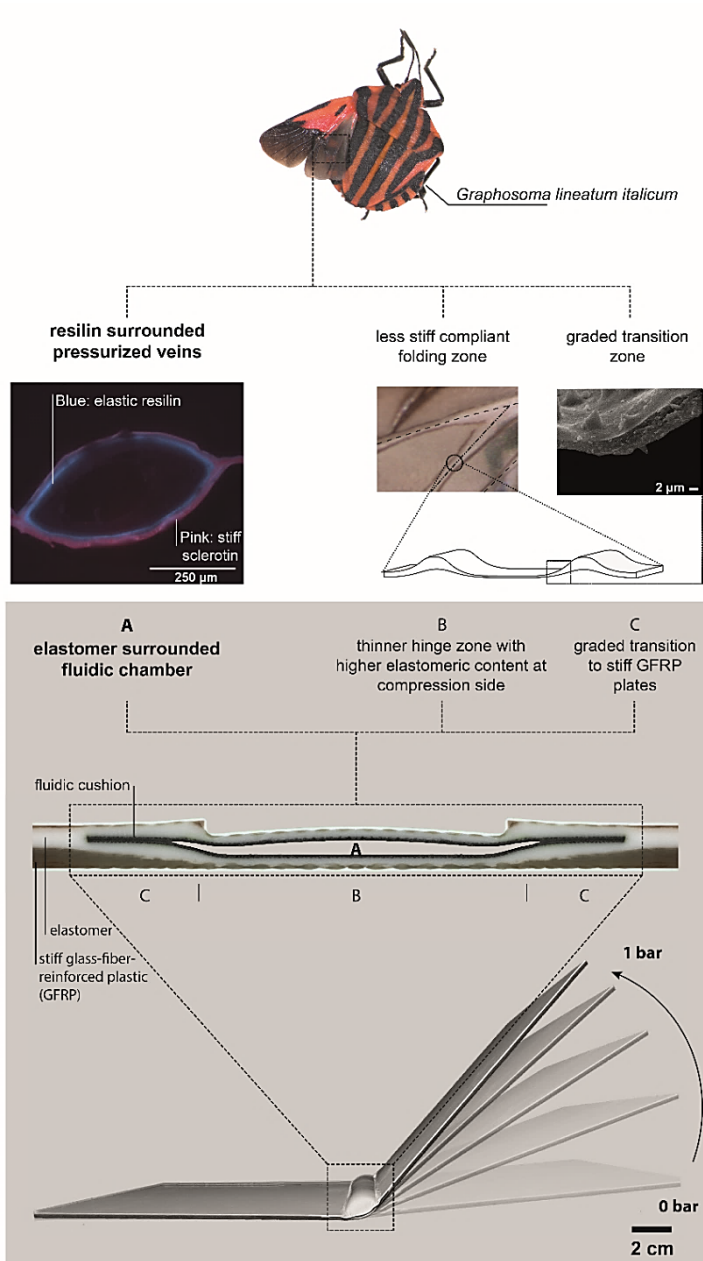 Graphosoma lineatum italicum
resilin surrounded
pressurized veins
less stiff compliant
folding zone
graded transition
zone
Blue: elastic resilin
Pink: stiff
sclerotin
250 µm
2 µm
A
elastomer surrounded
fluidic chamber
B
thinner hinge zone with
higher elastomeric content at
compression side
C
graded transition
to stiff GFRP
plates
fluidic cushion
A
C
B
C
elastomer
stiff glass-fiber-
reinforced plastic
(GFRP)
1 bar
0 bar
2 cm